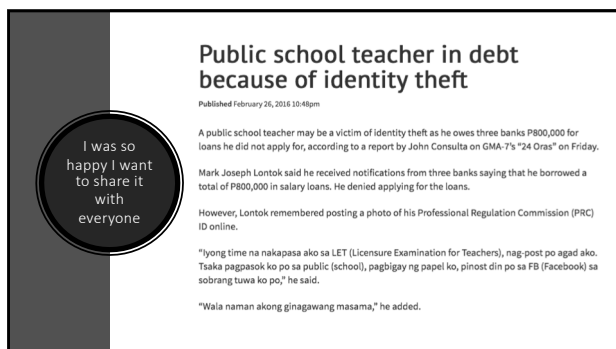 I was so
happy I want
to share it
with
everyone
Public school teacher in debt
because of identity theft
Published February 26, 2016 10:48pm
A public school teacher may be a victim of identity theft as he owes three banks P800,000 for
loans he did not apply for, according to a report by John Consulta on GMA-7's "24 Oras" on Friday.
Mark Joseph Lontok said he received notifications from three banks saying that he borrowed a
total of P800,000 in salary loans. He denied applying for the loans.
However, Lontok remembered posting a photo of his Professional Regulation Commission (PRC)
ID online.
"Iyong time na nakapasa ako sa LET (Licensure Examination for Teachers), nag-post po agad ako.
Tsaka pagpasok ko po sa public (school), pagbigay ng papel ko, pinost din po sa FB (Facebook) sa
sobrang tuwa ko po," he said.
"Wala naman akong ginagawang masama," he added.